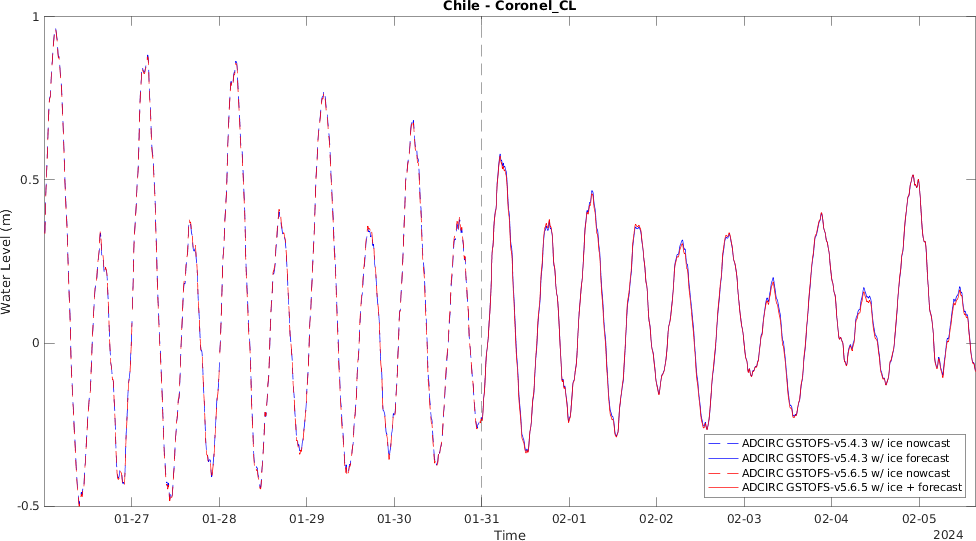 Chile - Coronel_CL
Water Level (m)
1
0.5
0
-0.5
01-27 01-28 01-29 01-30 01-31 02-01 02-02 02-03 02-04 02-05
Time
2024
ADCIRC GSTOFS-v5.4.3 w/ ice nowcast
ADCIRC GSTOFS-v5.4.3 w/ ice forecast
ADCIRC GSTOFS-v5.6.5 w/ ice nowcast
ADCIRC GSTOFS-v5.6.5 w/ ice + forecast